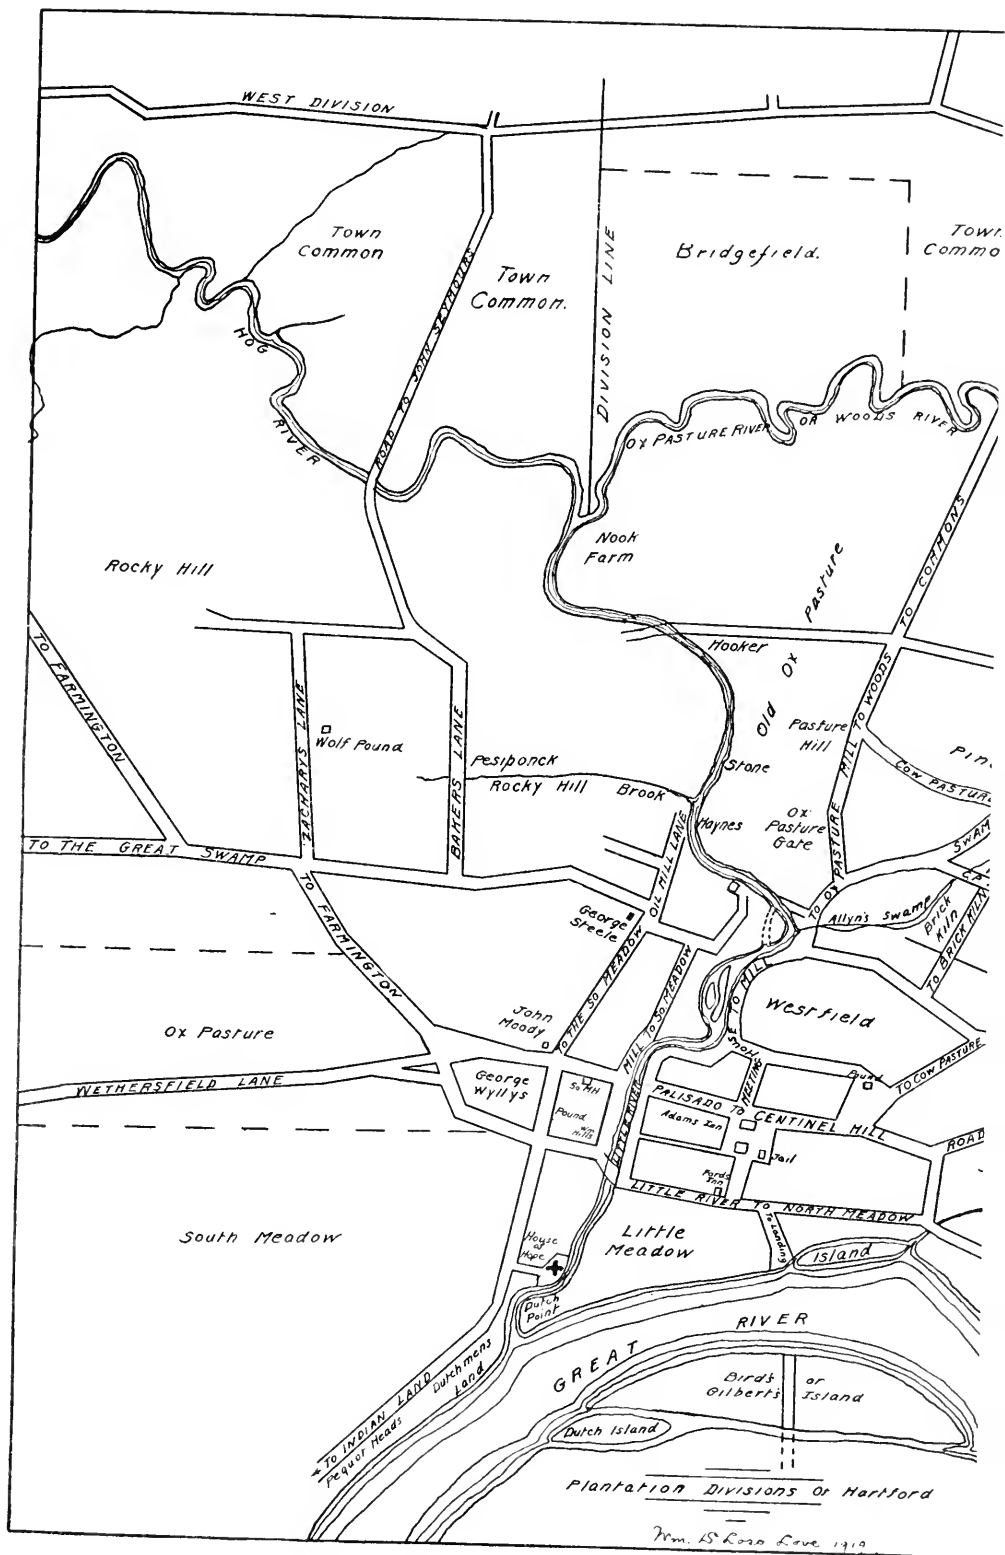 WEST DIVISION
Town
Common
Town
Common.
DIVISION LINE
Bridgefield.
Town
Commo
HOG
RIVER
ROAD TO JOHN SEYMOURS
OX PASTURE RIVER OR WOODS RIVER
Nook
Farm
Rocky Hill
Old Ox Pasture
MILL TO WOODS TO COMMONS
Hooker
TO FARMINGTON
ZACHARYS LANE
Wolf Pound
BAKERS LANE
Pesiponck
Rocky Hill Brook
Stone
Pasture
Hill
COW PASTURE
Haynes
Ox
Pasture
Gate
SWAM
TO THE GREAT SWAMP
OIL MILL LANE
TO OX PASTURE
Allyn's Swamp
Brick
Kiln
TO BRICK KILN
George
Steele
TO FARMINGTON
TO THE SO MEADOW
MILL TO SO MEADOW
John
Moody
Ox Pasture
Westfield
HOUSE TO MILL
MEETING
WETHERSFIELD LANE
George
Wyllys
So MH
Pound
Wm
Hills
LITTLE RIVER
PALISADO TO CENTINEL HILL
Pound
TO COW PASTURE
Adams Inn
Jail
ROAD
Fords
Inn
LITTLE RIVER TO NORTH MEADOW
South Meadow
Little
Meadow
To Landing
Island
House
of
Hope
Dutch
Point
GREAT RIVER
Dutchmens
Land
TO INDIAN LAND
Pequot Heads
Bird's or
Gilbert's Island
Dutch Island
Plantation Divisions Of Hartford
Wm. DeLoss Love 1912